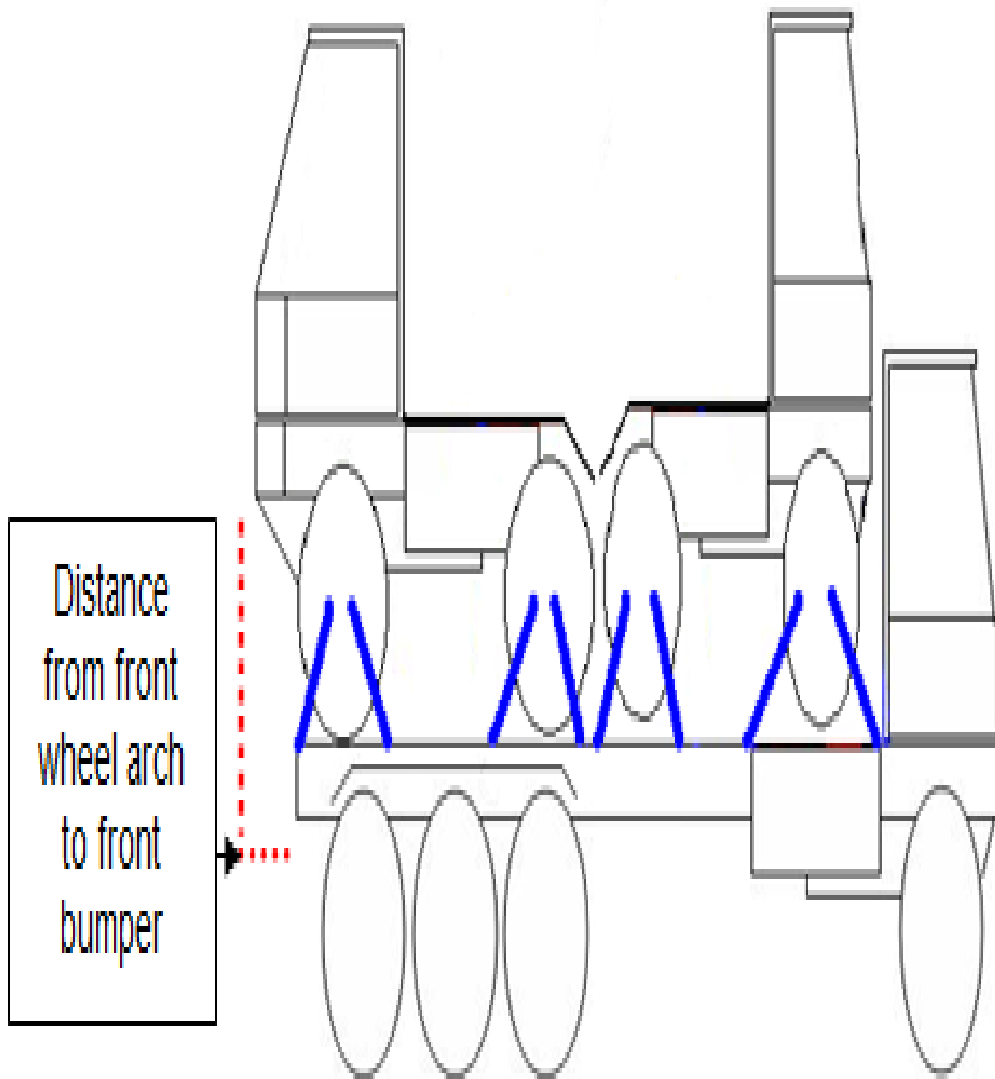 Distance
from front
wheel arch
to front
bumper